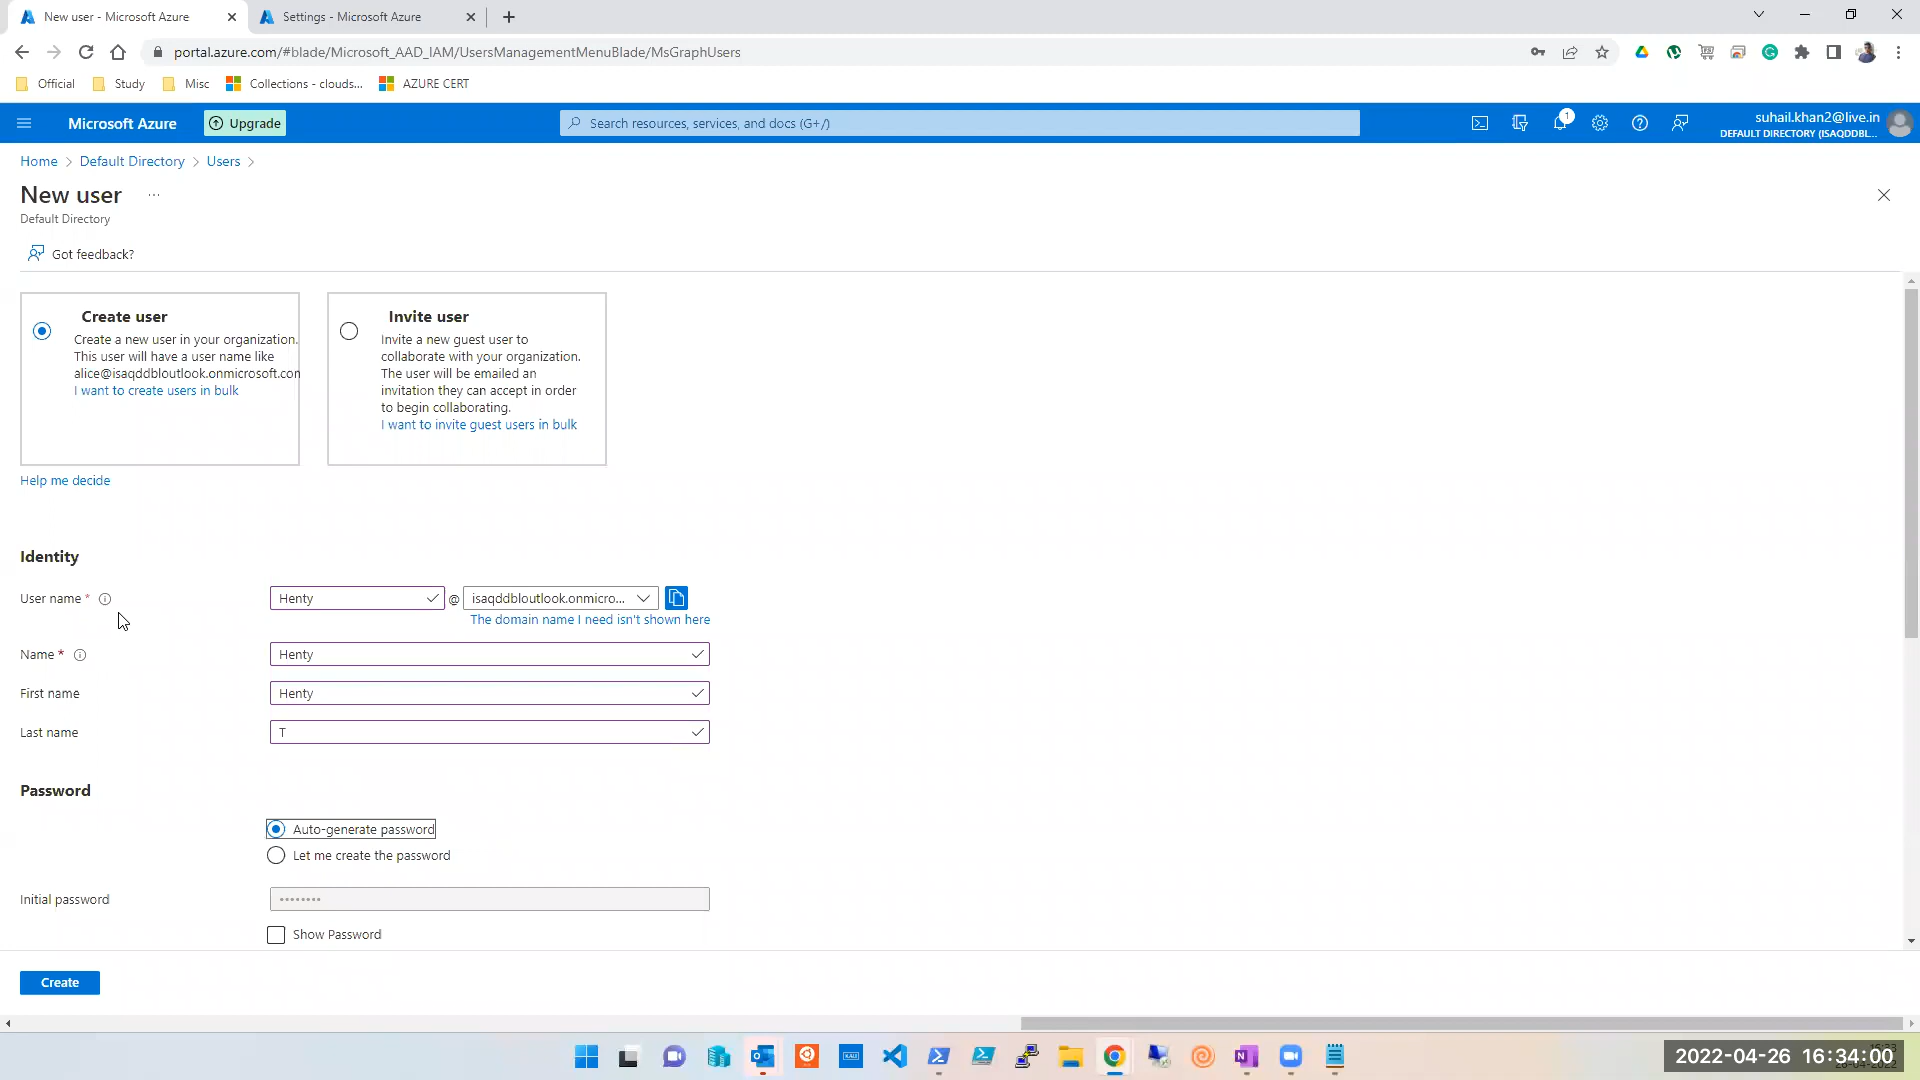 New user - Microsoft Azure
Settings - Microsoft Azure
portal.azure.com/#blade/Microsoft_AAD_IAM/UsersManagementMenuBlade/MsGraphUsers
Official
Study
Misc
Collections - clouds...
AZURE CERT
Microsoft Azure
Upgrade
Search resources, services, and docs (G+/)
1
suhail.khan2@live.in
DEFAULT DIRECTORY (ISAQDDBL...
Home > Default Directory > Users >
New user ...
Default Directory
Got feedback?
Create user
Create a new user in your organization.
This user will have a user name like
alice@isaqddbloutlook.onmicrosoft.con
I want to create users in bulk
Invite user
Invite a new guest user to
collaborate with your organization.
The user will be emailed an
invitation they can accept in order
to begin collaborating.
I want to invite guest users in bulk
Help me decide
Identity
User name *
Henty
@
isaqddbloutlook.onmicro...
The domain name I need isn't shown here
Name *
Henty
First name
Henty
Last name
T
Password
Auto-generate password
Let me create the password
Initial password
••••••••
Show Password
Create
2022-04-26 16:34:00